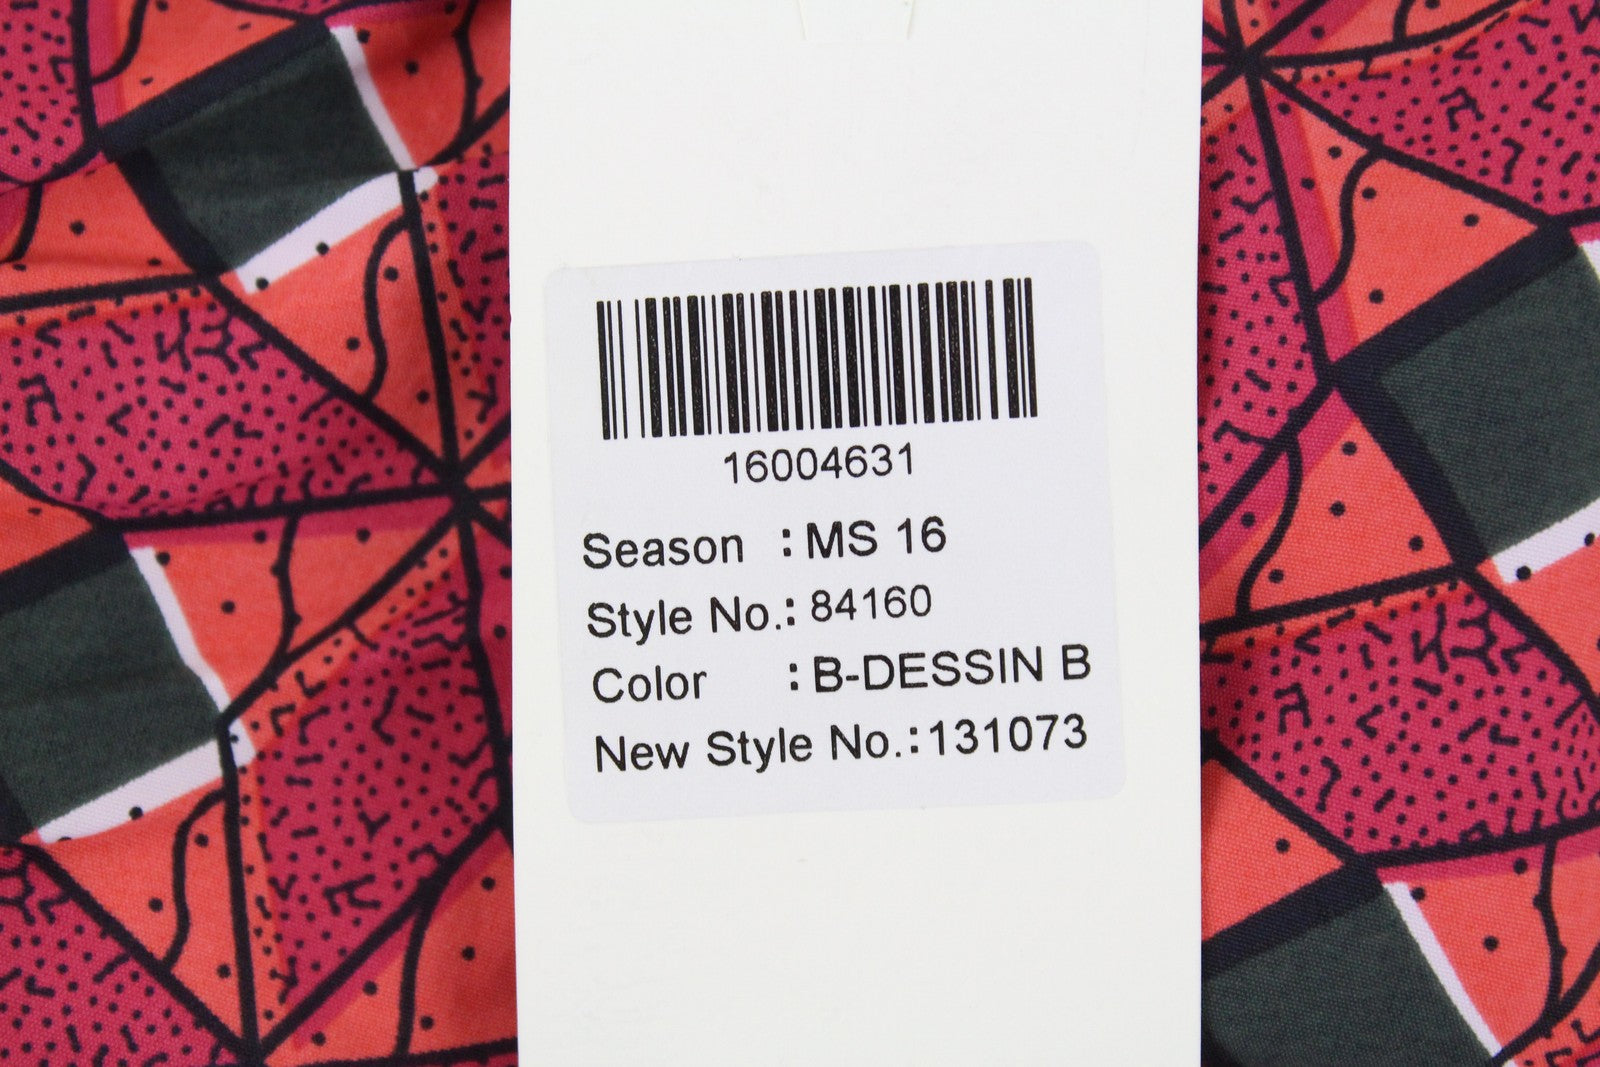 16004631
Season : MS 16
Style No.: 84160
Color : B-DESSIN B
New Style No.: 131073